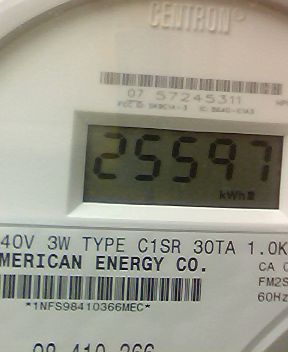 CENTRON®
07 57245311
25597
kWh
40V 3W TYPE C1SR 30TA 1.0K
MERICAN ENERGY CO.
CA 0
FM2S
60Hz
*1NFS98410366MEC*